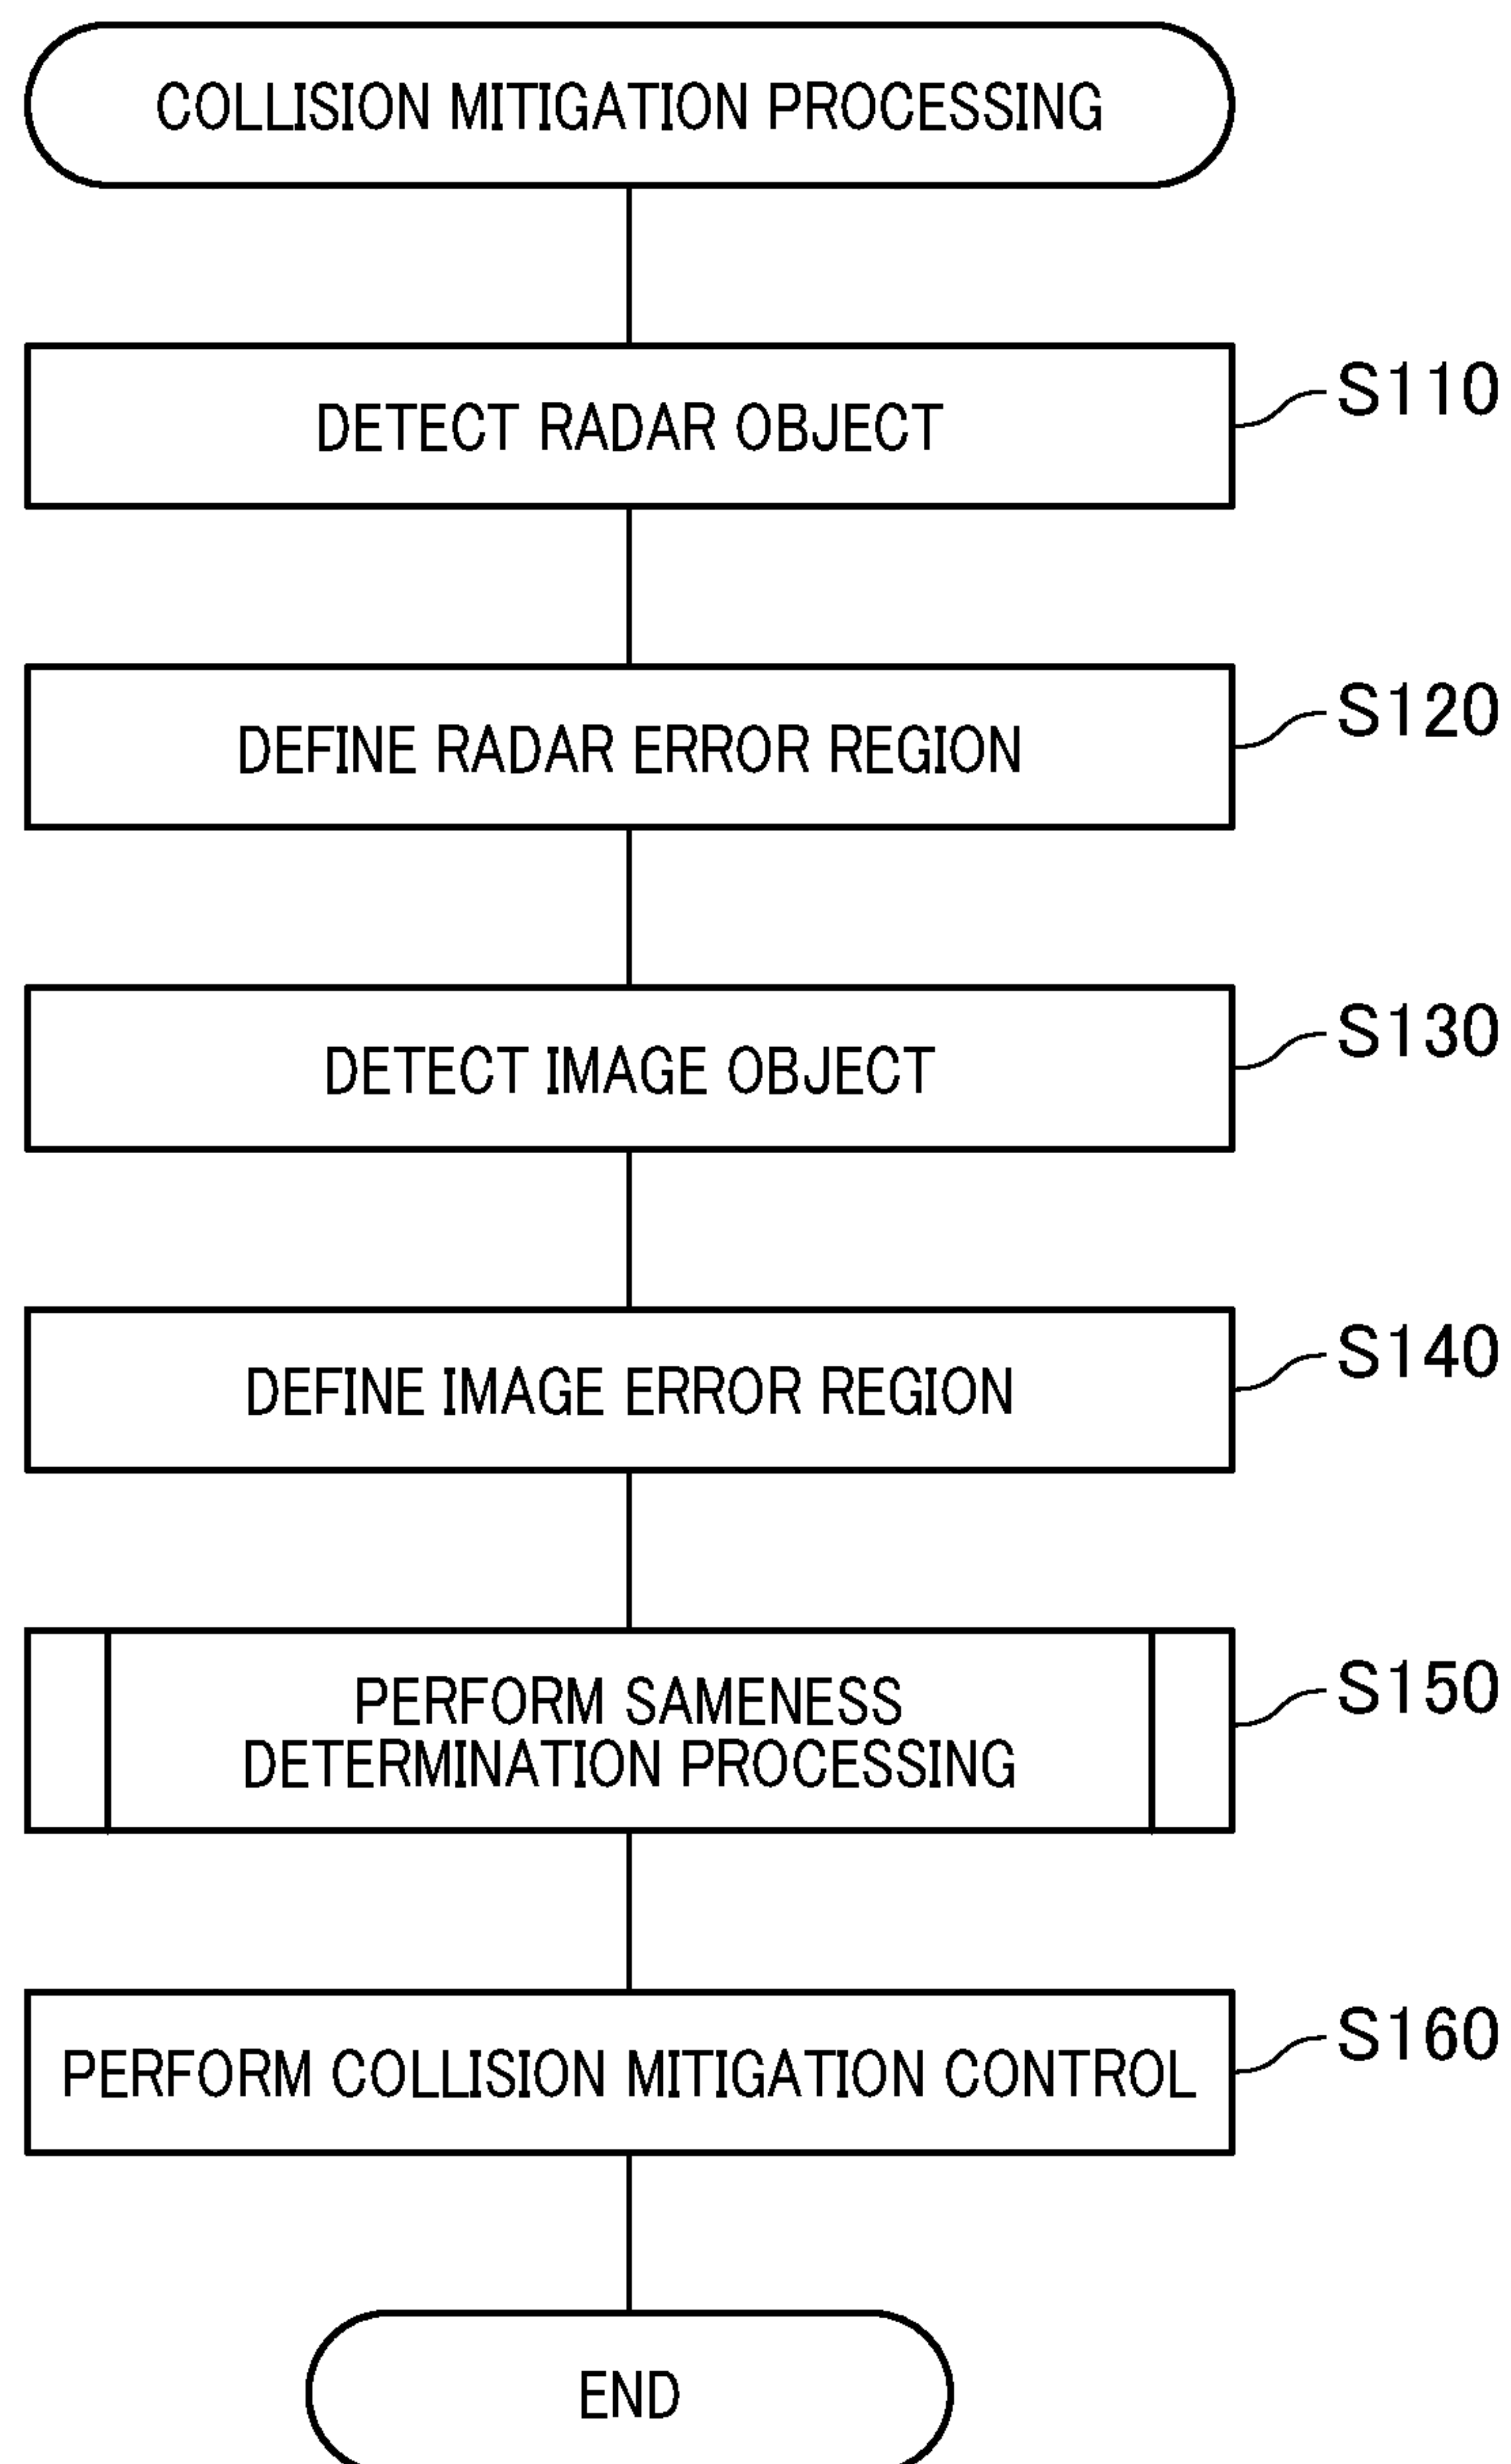 COLLISION MITIGATION PROCESSING
DETECT RADAR OBJECT
S110
DEFINE RADAR ERROR REGION
S120
DETECT IMAGE OBJECT
S130
DEFINE IMAGE ERROR REGION
S140
PERFORM SAMENESS
DETERMINATION PROCESSING
S150
PERFORM COLLISION MITIGATION CONTROL
S160
END